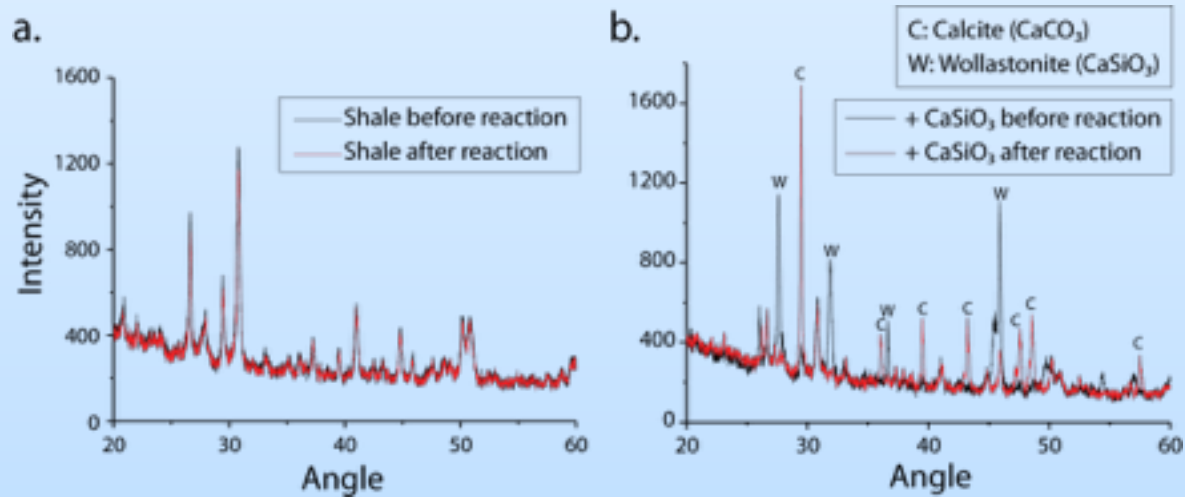 a.
1600
1200
800
400
0
Intensity
Shale before reaction
Shale after reaction
20 30 40 50 60
Angle
b.
C: Calcite (CaCO₃)
W: Wollastonite (CaSiO₃)
+ CaSiO₃ before reaction
+ CaSiO₃ after reaction
1600
1200
800
400
0
C
W
W
W
C
W
C
C
C
C
C
20 30 40 50 60
Angle